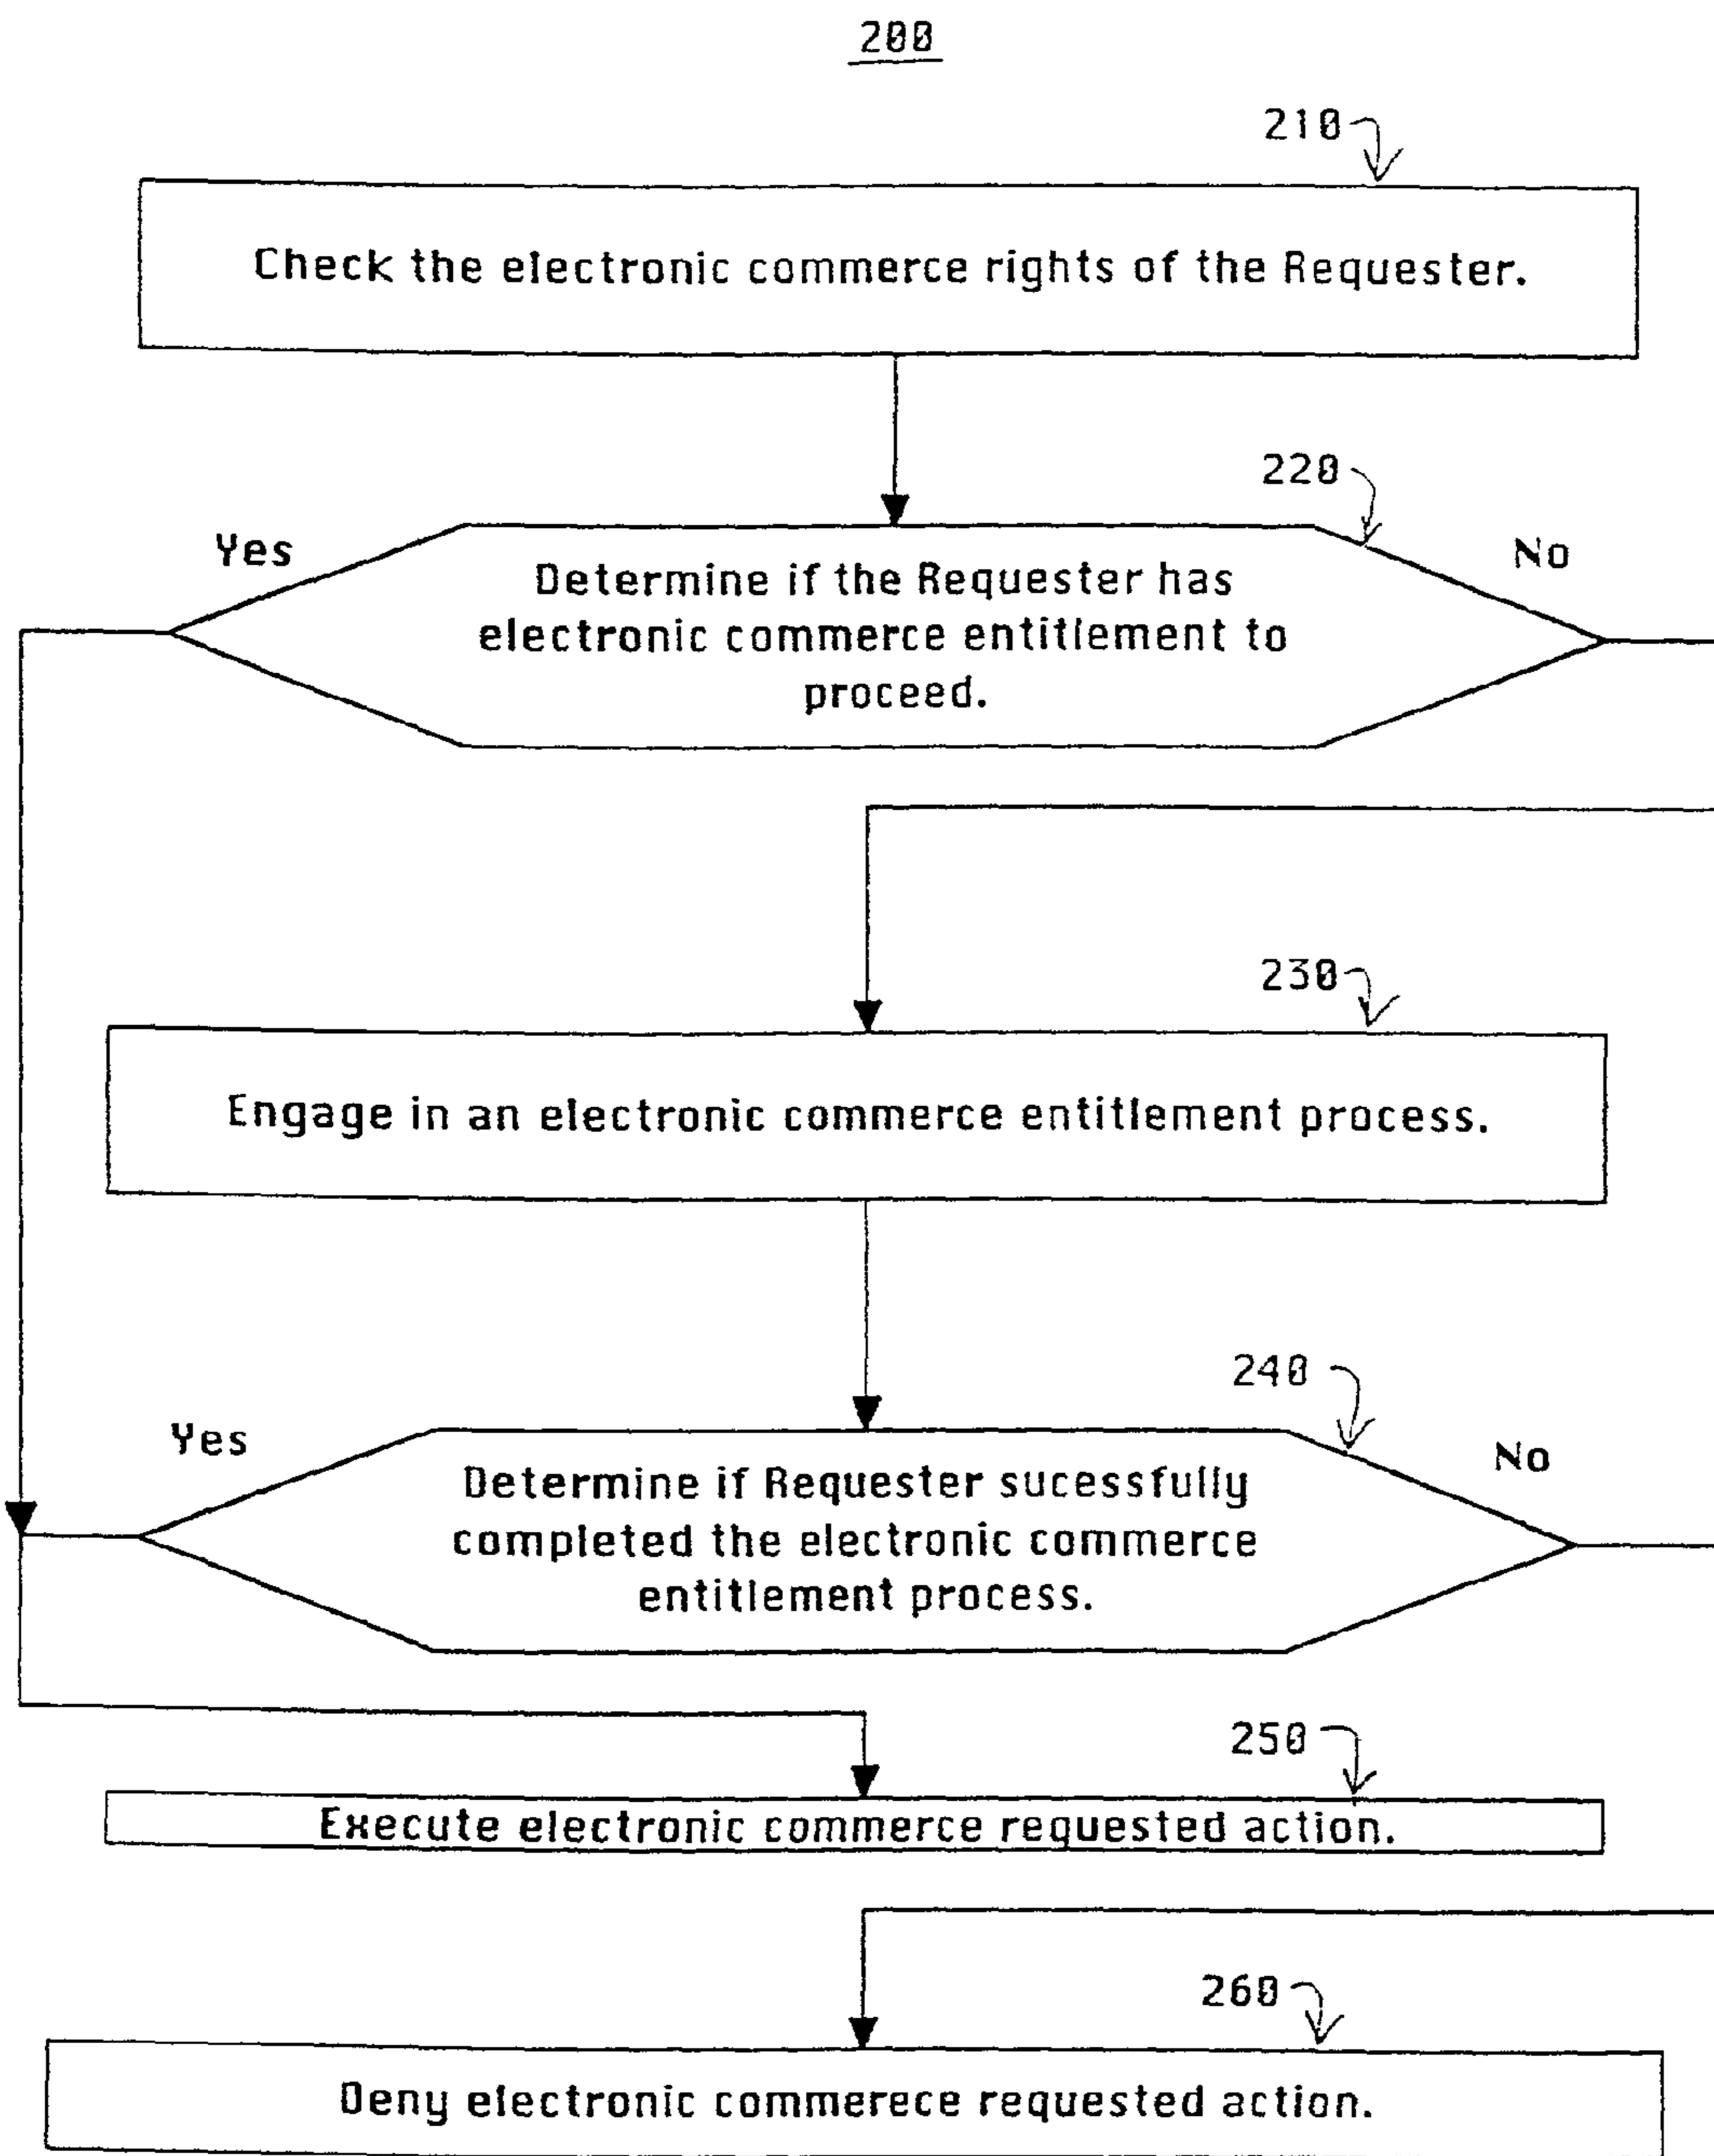 200
210
Check the electronic commerce rights of the Requester.
220
Yes
No
Determine if the Requester has
electronic commerce entitlement to
proceed.
230
Engage in an electronic commerce entitlement process.
240
Yes
No
Determine if Requester sucessfully
completed the electronic commerce
entitlement process.
250
Execute electronic commerce requested action.
260
Deny electronic commerece requested action.